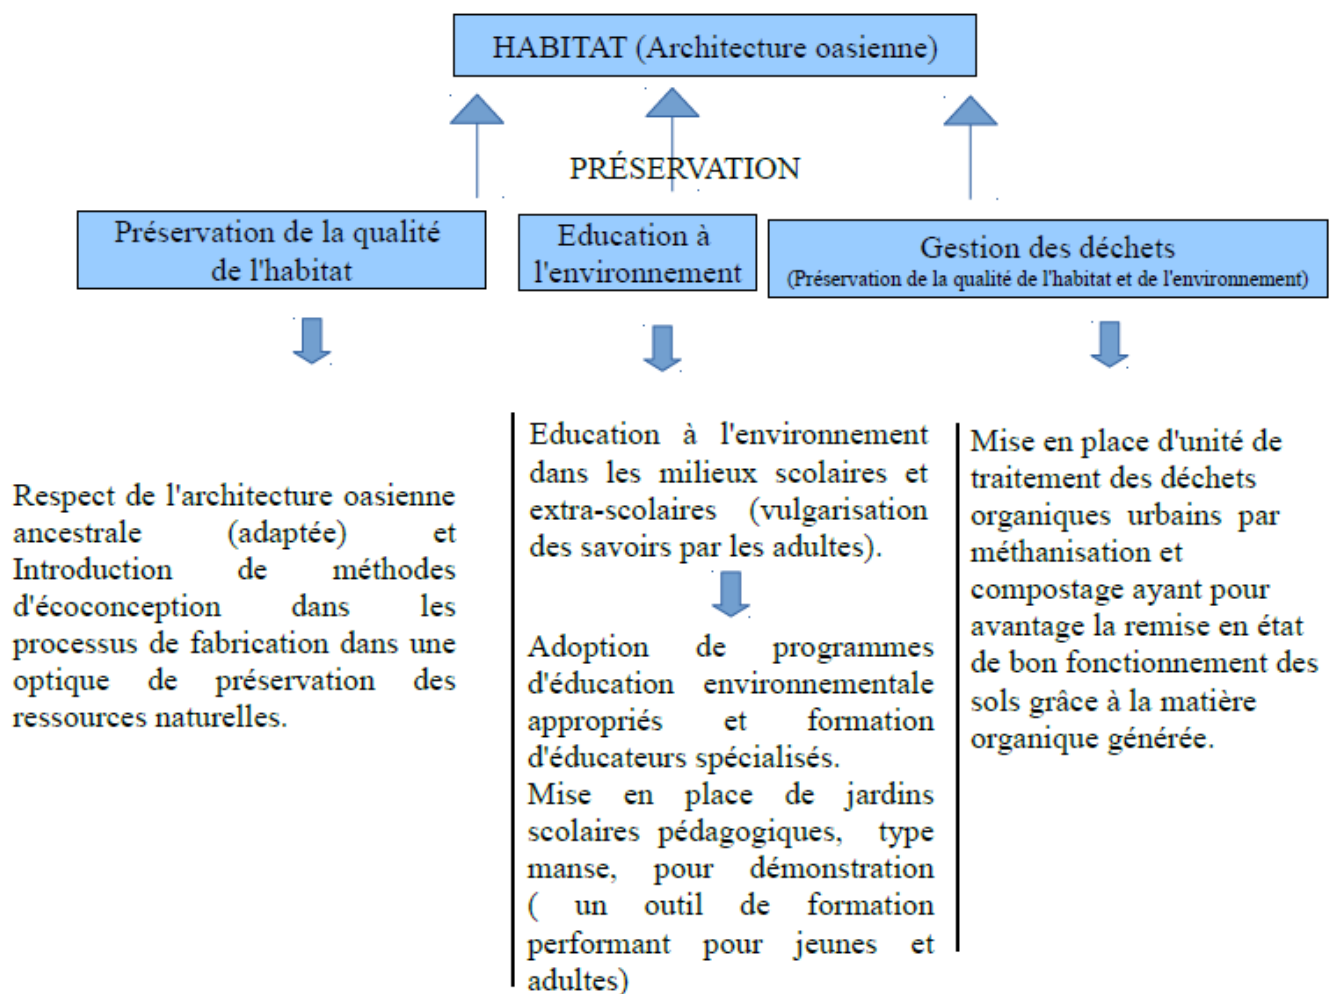 HABITAT (Architecture oasienne)
PRÉSERVATION
Préservation de la qualité
de l'habitat
Education à
l'environnement
Gestion des déchets
(Préservation de la qualité de l'habitat et de l'environnement)
Respect de l'architecture oasienne
ancestrale (adaptée) et
Introduction de méthodes
d'écoconception dans les
processus de fabrication dans une
optique de préservation des
ressources naturelles.
Education à l'environnement
dans les milieux scolaires et
extra-scolaires (vulgarisation
des savoirs par les adultes).
Adoption de programmes
d'éducation environnementale
appropriés et formation
d'éducateurs spécialisés.
Mise en place de jardins
scolaires pédagogiques, type
manse, pour démonstration
( un outil de formation
performant pour jeunes et
adultes)
Mise en place d'unité de
traitement des déchets
organiques urbains par
méthanisation et
compostage ayant pour
avantage la remise en état
de bon fonctionnement des
sols grâce à la matière
organique générée.